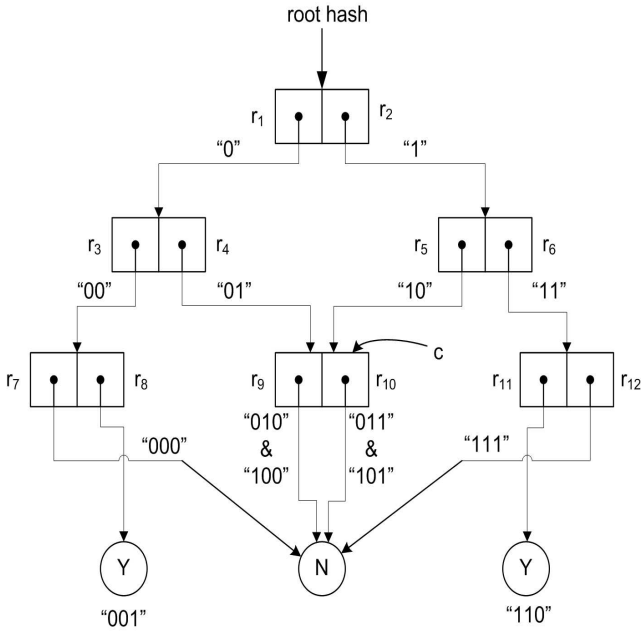 root hash
r₁ r₂
“0” “1”
r₃ r₄ r₅ r₆
“00” “01” “10” “11”
c
r₇ r₈ r₉ r₁₀ r₁₁ r₁₂
“010” “011”
& &
“100” “101”
“000” “111”
Y N Y
“001” “110”